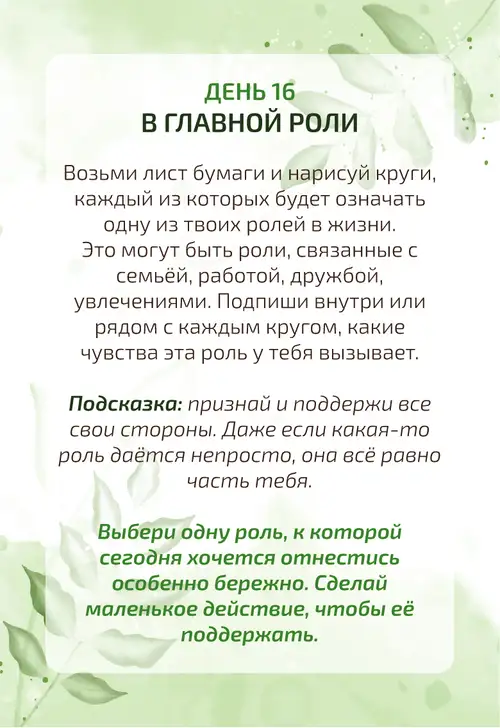 ДЕНЬ 16
В ГЛАВНОЙ РОЛИ
Возьми лист бумаги и нарисуй круги,
каждый из которых будет означать
одну из твоих ролей в жизни.
Это могут быть роли, связанные с
семьёй, работой, дружбой,
увлечениями. Подпиши внутри или
рядом с каждым кругом, какие
чувства эта роль у тебя вызывает.
Подсказка: признай и поддержи все
свои стороны. Даже если какая-то
роль даётся непросто, она всё равно
часть тебя.
Выбери одну роль, к которой
сегодня хочется отнестись
особенно бережно. Сделай
маленькое действие, чтобы её
поддержать.